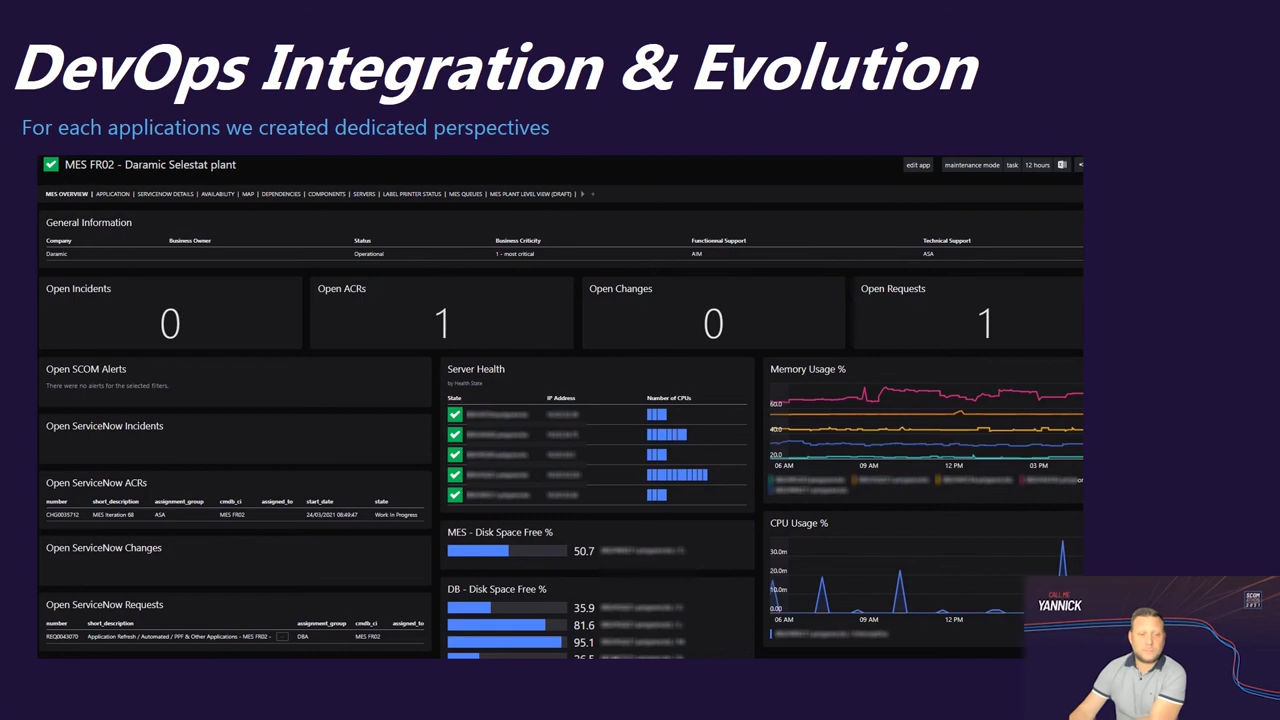 DevOps Integration & Evolution
For each applications we created dedicated perspectives
MES FR02 - Daramic Selestat plant
edit app maintenance mode task 12 hours
MES OVERVIEW | APPLICATION | SERVICENOW DETAILS | AVAILABILITY | MAP | DEPENDENCIES | COMPONENTS | SERVERS | LABEL PRINTER STATUS | MES QUEUES | MES PLANT LEVEL VIEW (DRAFT) | +
General Information
Company Business Owner Status Business Criticity Functionnal Support Technical Support
Daramic Operational 1 - most critical AIM ASA
Open Incidents Open ACRs Open Changes Open Requests
0 1 0 1
Open SCOM Alerts
There were no alerts for the selected filters.
Open ServiceNow Incidents
Open ServiceNow ACRs
number short_description assignment_group cmdb_ci assigned_to start_date state
CHG0035712 MES Iteration 68 ASA MES FR02 24/03/2021 06:49:47 Work In Progress
Open ServiceNow Changes
Open ServiceNow Requests
number short_description assignment_group cmdb_ci assigned_to
REQ0043070 Application Refresh / Automated / PPF & Other Applications - MES FR02 - ... DBA MES FR02
Server Health
by Health State
State IP Address Number of CPUs
MES - Disk Space Free %
50.7
DB - Disk Space Free %
35.9
81.6
95.1
26.5
Memory Usage %
60.0
40.0
20.0
06 AM 09 AM 12 PM 03 PM
CPU Usage %
30.0m
20.0m
10.0m
0.00
06 AM 09 AM 12 PM
CALL ME
YANNICK
SCOM
2021